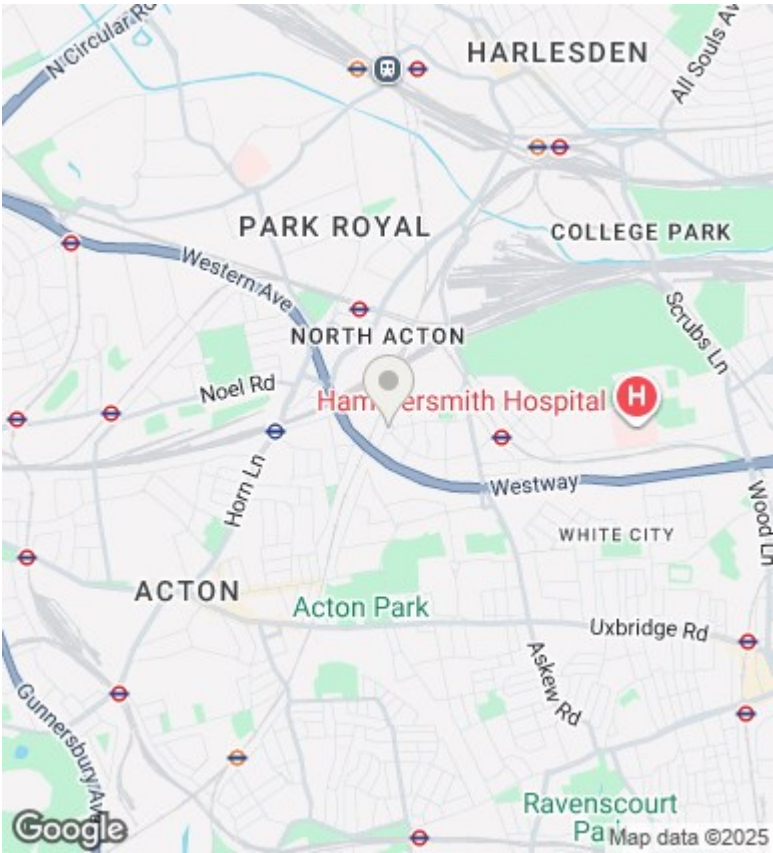 N Circular Rd
HARLESDEN
All Souls Av
PARK ROYAL
COLLEGE PARK
Western Ave
Scrubs Ln
NORTH ACTON
Noel Rd
Hammersmith Hospital
H
Horn Ln
Westway
Wood Ln
WHITE CITY
ACTON
Acton Park
Uxbridge Rd
Askew Rd
Gunnersbury Ave
Ravenscourt
Park
Google
Map data ©2025